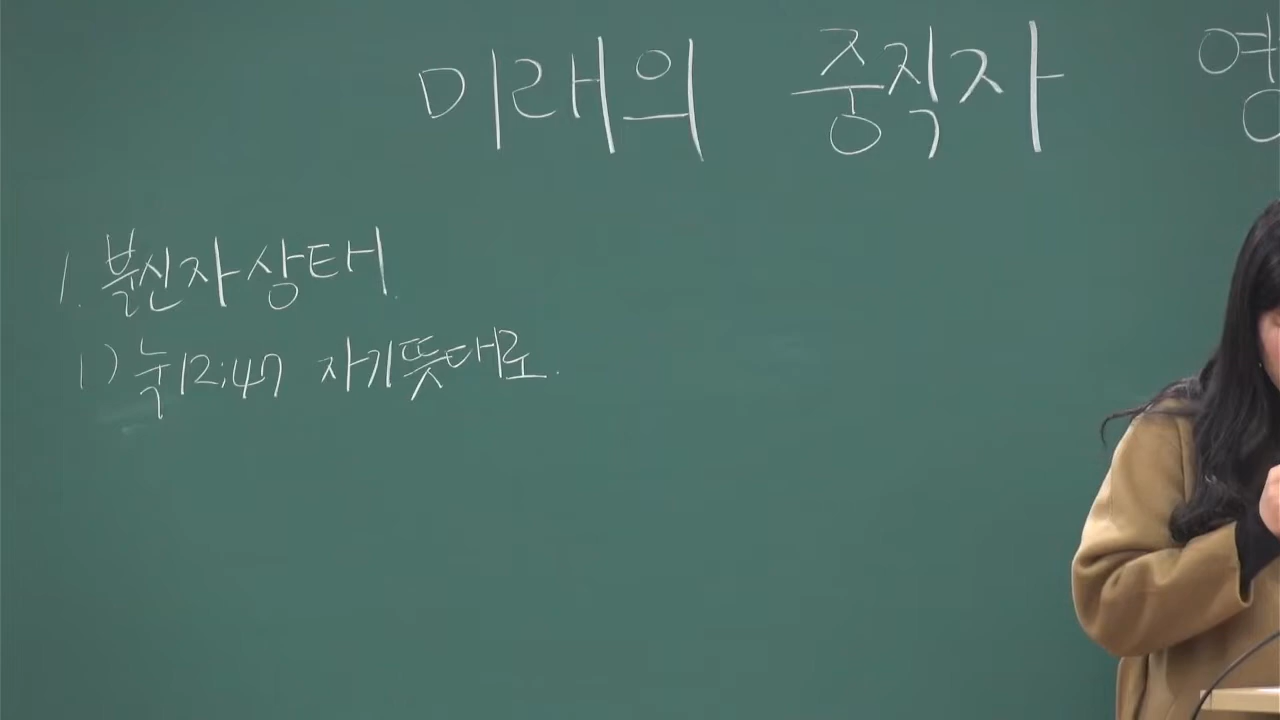 미래의 중직자
1. 불신자상태.
1) 눅12:47 자기뜻대로.